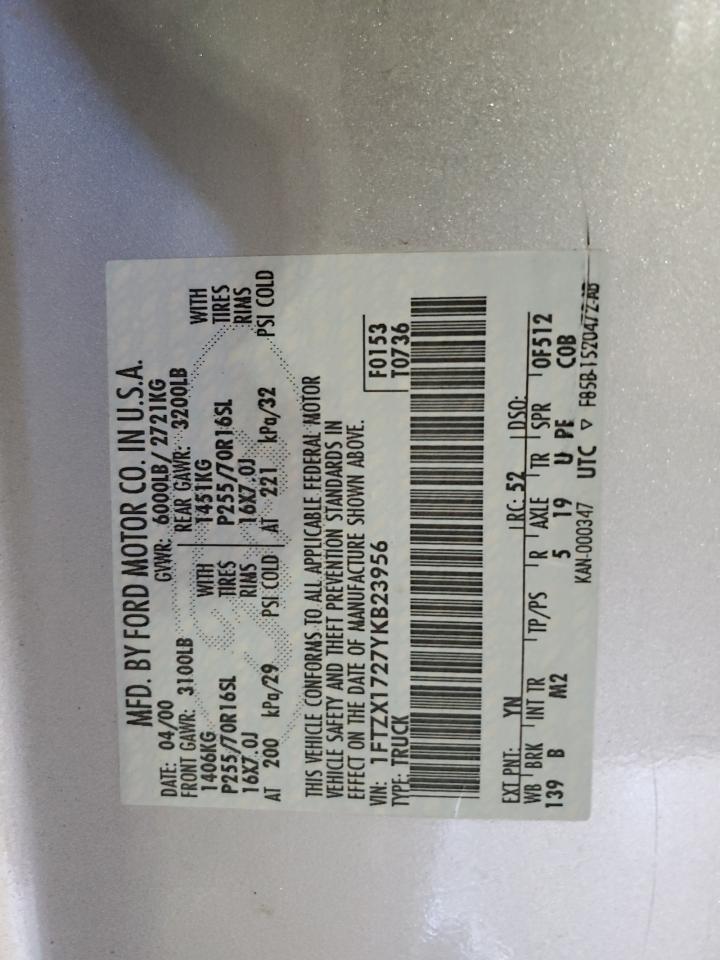 MFD. BY FORD MOTOR CO. IN U.S.A.
DATE: 04/00 GVWR: 6000LB/2721KG
FRONT GAWR: 3100LB REAR GAWR: 3200LB
1406KG WITH 1451KG WITH
P255/70R16SL TIRES P255/70R16SL TIRES
16X7.0J RIMS 16X7.0J RIMS
AT 200 kPa/29 PSI COLD AT 221 kPa/32 PSI COLD
THIS VEHICLE CONFORMS TO ALL APPLICABLE FEDERAL MOTOR
VEHICLE SAFETY AND THEFT PREVENTION STANDARDS IN
EFFECT ON THE DATE OF MANUFACTURE SHOWN ABOVE.
VIN: 1FTZX1727YKB23956 F0153
TYPE: TRUCK T0736
EXT PNT: YN RC: 52 DSO:
WB BRK INT TR TP/PS R AXLE TR SPR 0F512
139 B M2 5 19 U PE C0B
KAN-000347 UTC ▽ F85B-1520472-AB